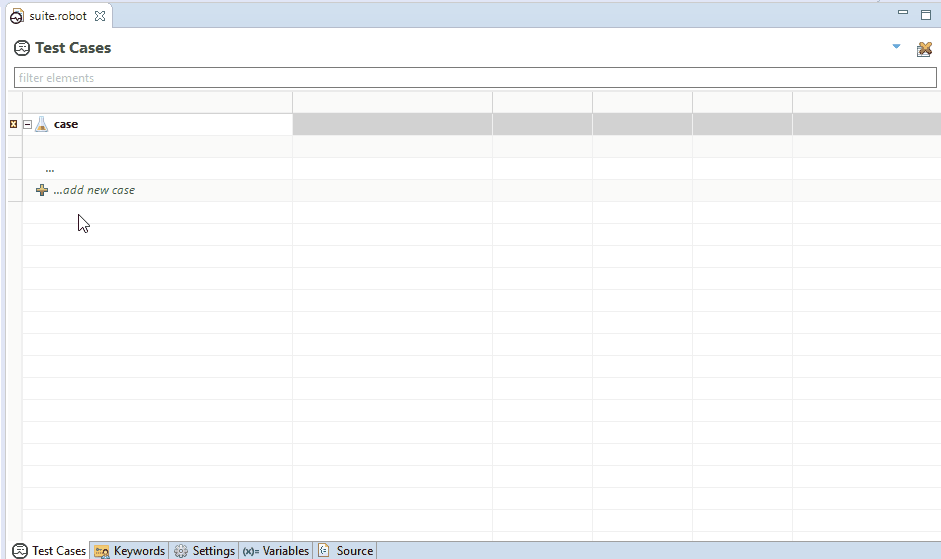 suite.robot
Test Cases
filter elements
case
...
...add new case
Test Cases Keywords Settings (x)= Variables Source